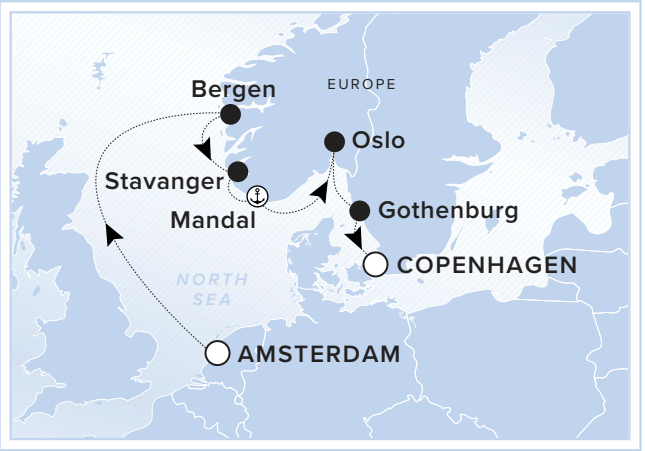 EUROPE
Bergen
Oslo
Stavanger
Mandal
Gothenburg
COPENHAGEN
NORTH
SEA
AMSTERDAM